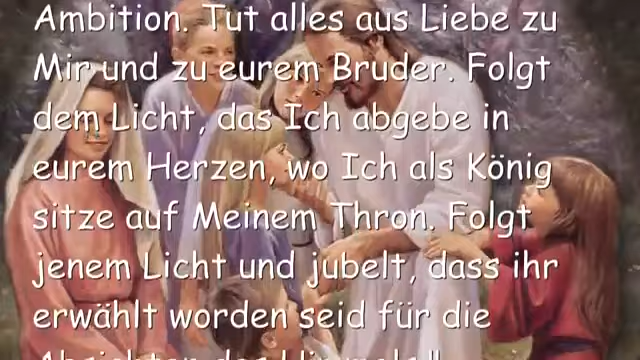 Ambition. Tut alles aus Liebe zu
Mir und zu eurem Bruder. Folgt
dem Licht, das Ich abgebe in
eurem Herzen, wo Ich als König
sitze auf Meinem Thron. Folgt
jenem Licht und jubelt, dass ihr
erwählt worden seid für die